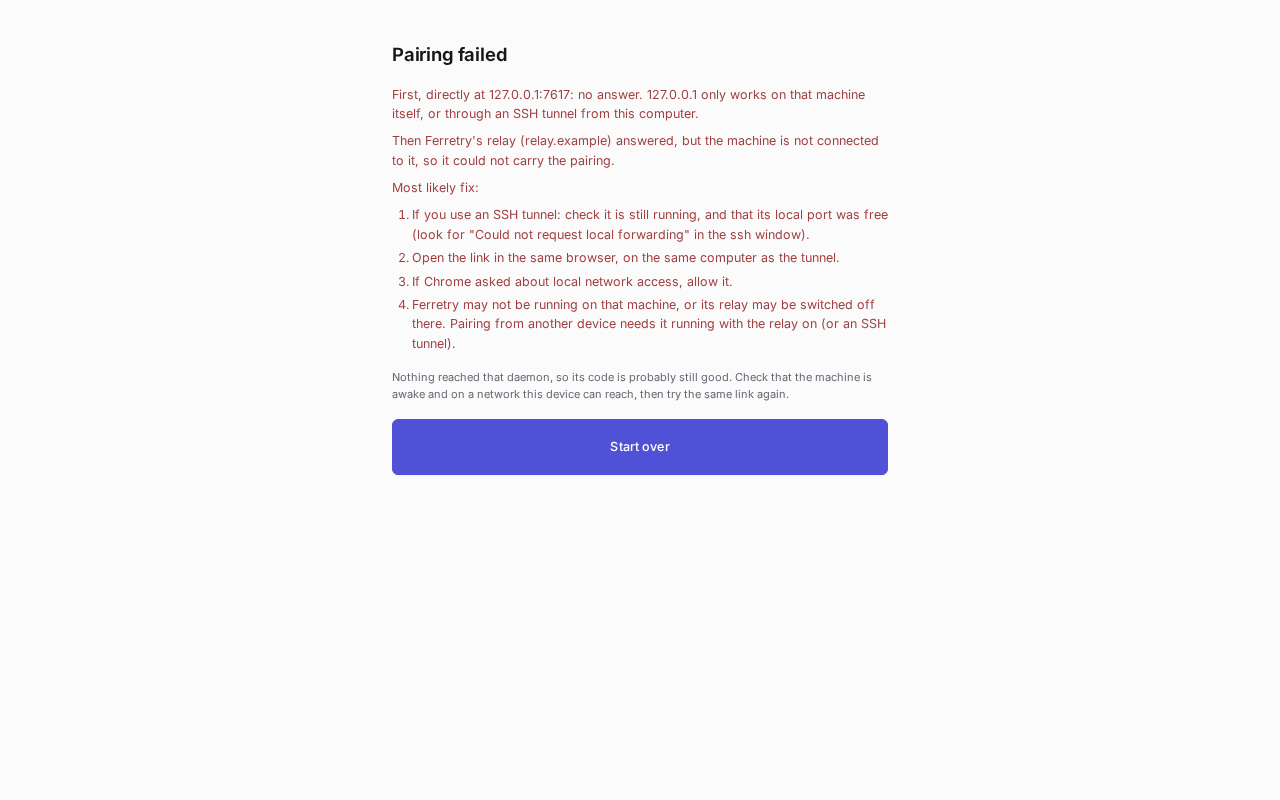 Pairing failed
First, directly at 127.0.0.1:7617: no answer. 127.0.0.1 only works on that machine
itself, or through an SSH tunnel from this computer.
Then Ferretry's relay (relay.example) answered, but the machine is not connected
to it, so it could not carry the pairing.
Most likely fix:
1. If you use an SSH tunnel: check it is still running, and that its local port was free
(look for "Could not request local forwarding" in the ssh window).
2. Open the link in the same browser, on the same computer as the tunnel.
3. If Chrome asked about local network access, allow it.
4. Ferretry may not be running on that machine, or its relay may be switched off
there. Pairing from another device needs it running with the relay on (or an SSH
tunnel).
Nothing reached that daemon, so its code is probably still good. Check that the machine is
awake and on a network this device can reach, then try the same link again.
Start over